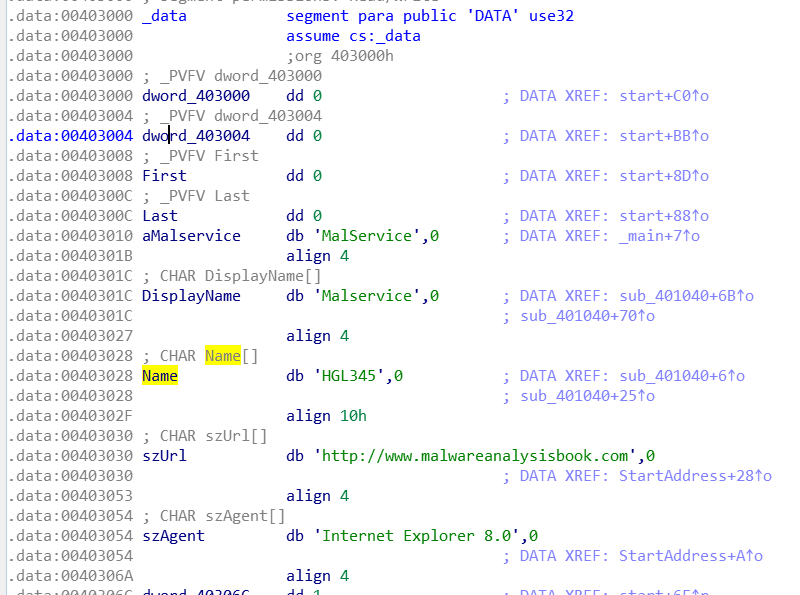 .data:00403000 _data segment para public 'DATA' use32
.data:00403000 assume cs:_data
.data:00403000 ;org 403000h
.data:00403000 ; _PVFV dword_403000
.data:00403000 dword_403000 dd 0 ; DATA XREF: start+C0↑o
.data:00403004 ; _PVFV dword_403004
.data:00403004 dword_403004 dd 0 ; DATA XREF: start+BB↑o
.data:00403008 ; _PVFV First
.data:00403008 First dd 0 ; DATA XREF: start+8D↑o
.data:0040300C ; _PVFV Last
.data:0040300C Last dd 0 ; DATA XREF: start+88↑o
.data:00403010 aMalservice db 'MalService',0 ; DATA XREF: _main+7↑o
.data:0040301B align 4
.data:0040301C ; CHAR DisplayName[]
.data:0040301C DisplayName db 'Malservice',0 ; DATA XREF: sub_401040+6B↑o
.data:0040301C ; sub_401040+70↑o
.data:00403027 align 4
.data:00403028 ; CHAR Name[]
.data:00403028 Name db 'HGL345',0 ; DATA XREF: sub_401040+6↑o
.data:00403028 ; sub_401040+25↑o
.data:0040302F align 10h
.data:00403030 ; CHAR szUrl[]
.data:00403030 szUrl db 'http://www.malwareanalysisbook.com',0
.data:00403030 ; DATA XREF: StartAddress+28↑o
.data:00403053 align 4
.data:00403054 ; CHAR szAgent[]
.data:00403054 szAgent db 'Internet Explorer 8.0',0
.data:00403054 ; DATA XREF: StartAddress+A↑o
.data:0040306A align 4
.data:0040306C dword_40306C dd 1 ; DATA XREF: